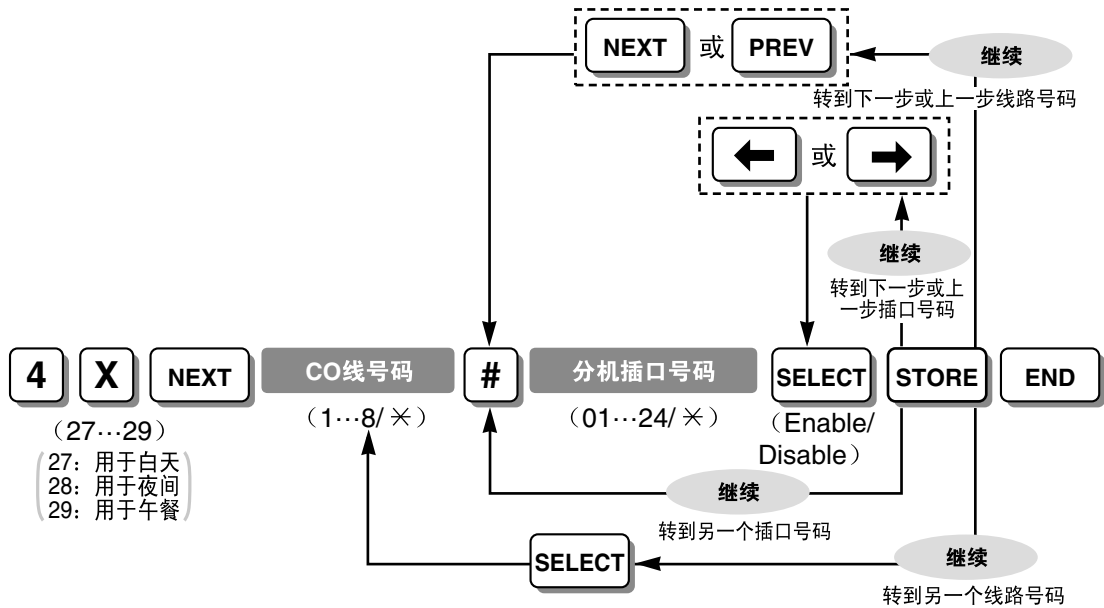 NEXT 或 PREV
继续
转到下一步或上一步线路号码
或
继续
转到下一步或上
一步插口号码
4 X NEXT CO线号码 # 分机插口号码 SELECT STORE END
（27…29） （1…8/＊） （01…24/＊） （Enable/
Disable）
27：用于白天
28：用于夜间
29：用于午餐
继续
转到另一个插口号码
SELECT
继续
转到另一个线路号码